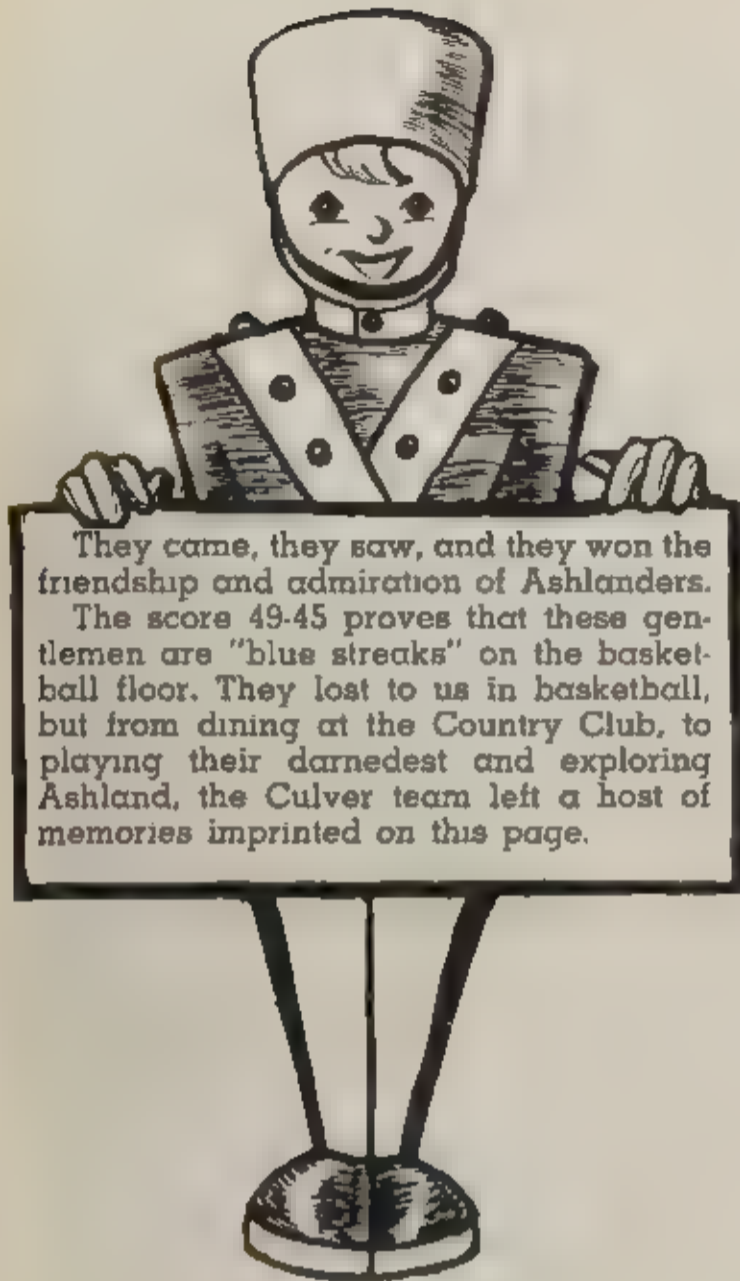 They came, they saw, and they won the
friendship and admiration of Ashlanders.
The score 49-45 proves that these gen-
tlemen are "blue streaks" on the basket-
ball floor. They lost to us in basketball,
but from dining at the Country Club, to
playing their darnedest and exploring
Ashland, the Culver team left a host of
memories imprinted on this page.